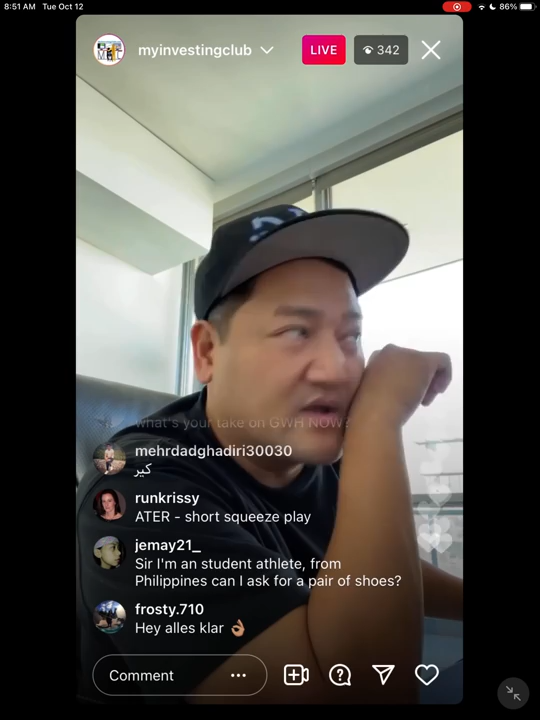 8:51 AM Tue Oct 12
86%
myinvestingclub
LIVE
342
what's your take on GWH NOW?
mehrdadghadiri30030
کیر
runkrissy
ATER - short squeeze play
jemay21_
Sir I'm an student athlete, from
Philippines can I ask for a pair of shoes?
frosty.710
Hey alles klar 👌🏼
Comment